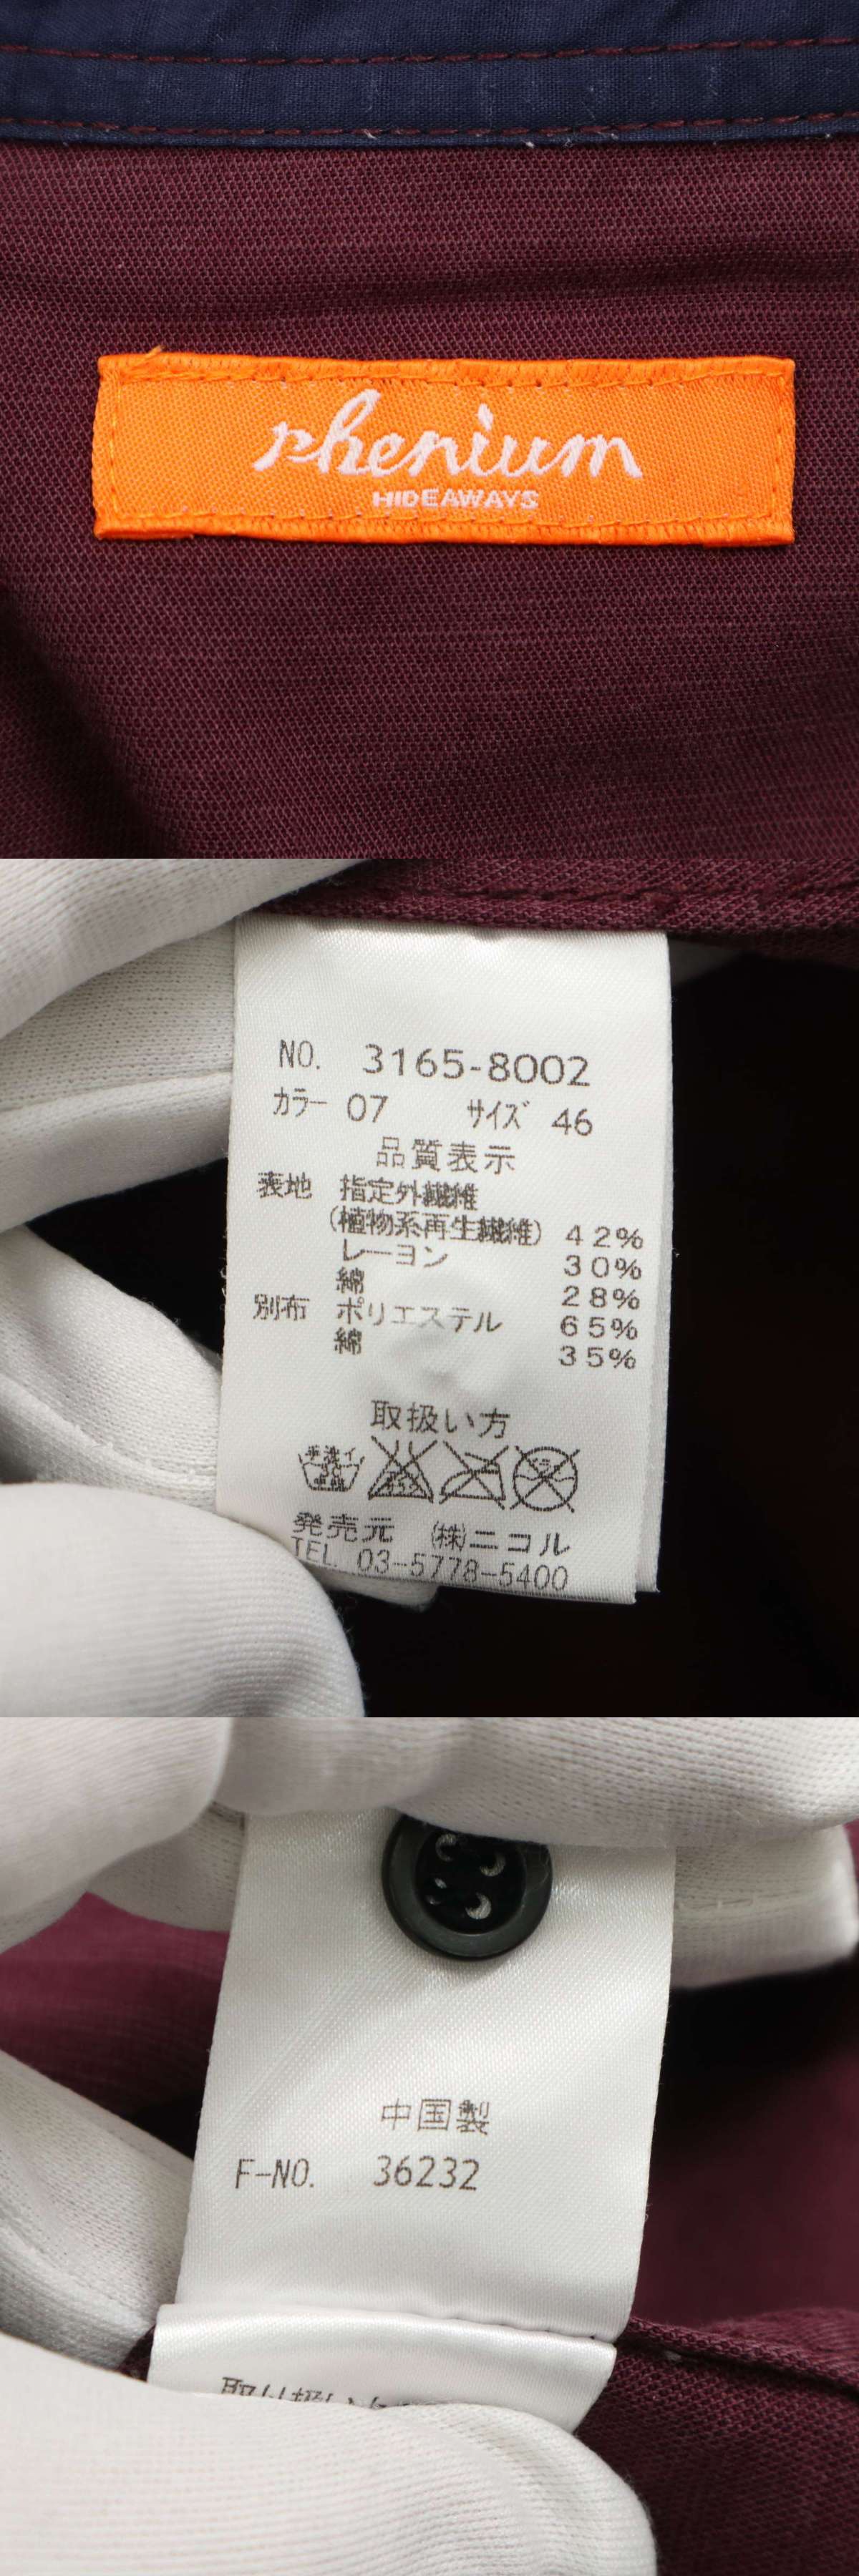 rhenium
HIDEAWAYS
NO. 3165-8002
カラー 07 サイズ 46
品質表示
表地 指定外繊維
(植物系再生繊維) 42%
レーヨン 30%
綿 28%
別布 ポリエステル 65%
綿 35%
取扱い方
発売元 (株)ニコル
TEL. 03-5778-5400
中国製
F-NO. 36232